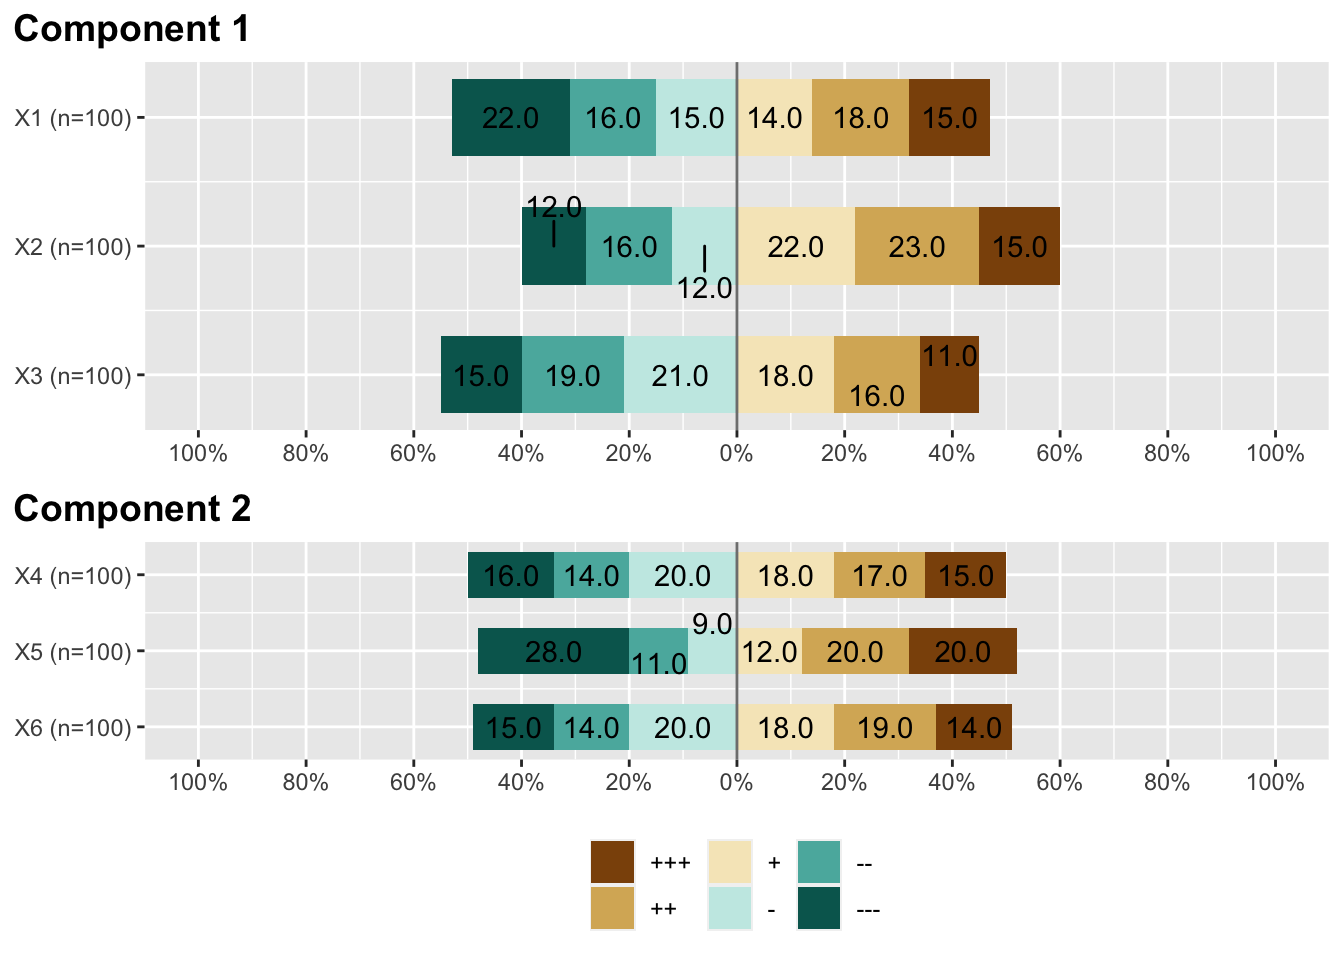 Component 1
X1 (n=100)
22.0 16.0 15.0 14.0 18.0 15.0
X2 (n=100)
12.0 16.0 12.0 22.0 23.0 15.0
X3 (n=100)
15.0 19.0 21.0 18.0 16.0 11.0
100% 80% 60% 40% 20% 0% 20% 40% 60% 80% 100%
Component 2
X4 (n=100)
16.0 14.0 20.0 18.0 17.0 15.0
X5 (n=100)
28.0 11.0 9.0 12.0 20.0 20.0
X6 (n=100)
15.0 14.0 20.0 18.0 19.0 14.0
100% 80% 60% 40% 20% 0% 20% 40% 60% 80% 100%
+++ + --
++ - ---